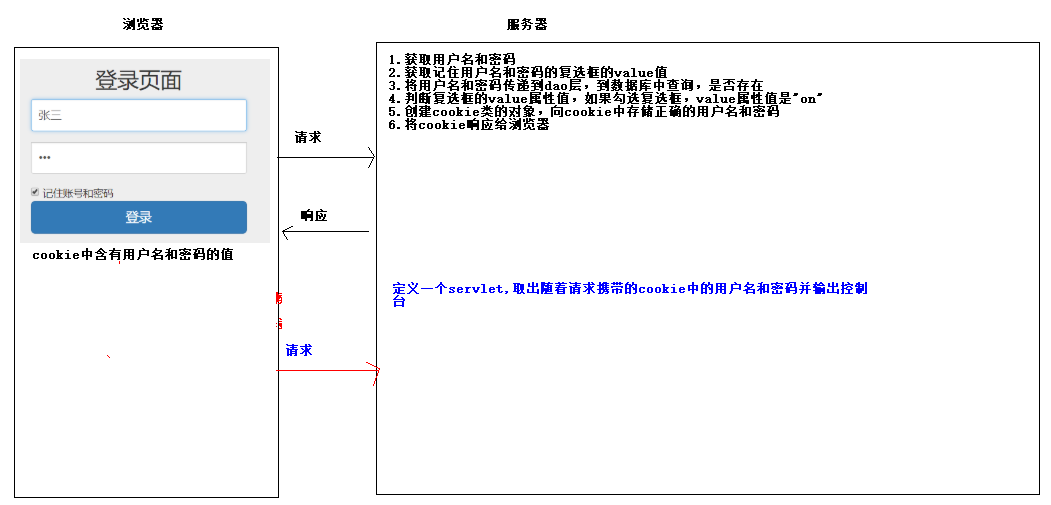 浏览器
服务器
登录页面
张三
•••
记住账号和密码
登录
cookie中含有用户名和密码的值
请求
响应
请求
1.获取用户名和密码
2.获取记住用户名和密码的复选框的value值
3.将用户名和密码传递到dao层，到数据库中查询，是否存在
4.判断复选框的value属性值，如果勾选复选框，value属性值是"on"
5.创建cookie类的对象，向cookie中存储正确的用户名和密码
6.将cookie响应给浏览器
定义一个servlet,取出随着请求携带的cookie中的用户名和密码并输出控制
台